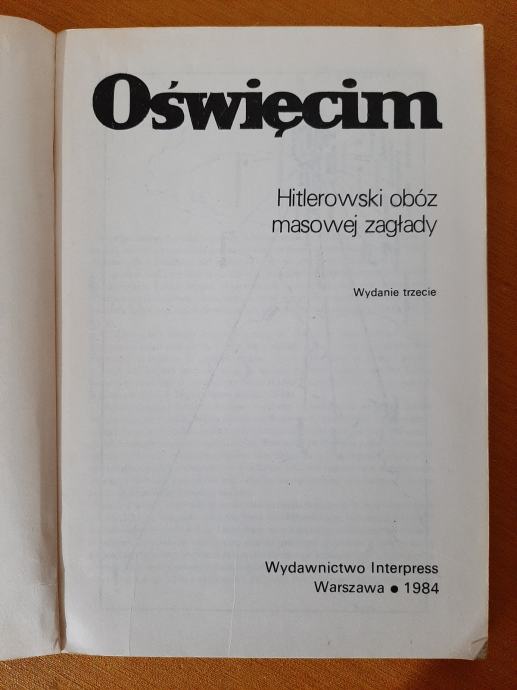 Oświęcim
Hitlerowski obóz
masowej zagłady
Wydanie trzecie
Wydawnictwo Interpress
Warszawa • 1984